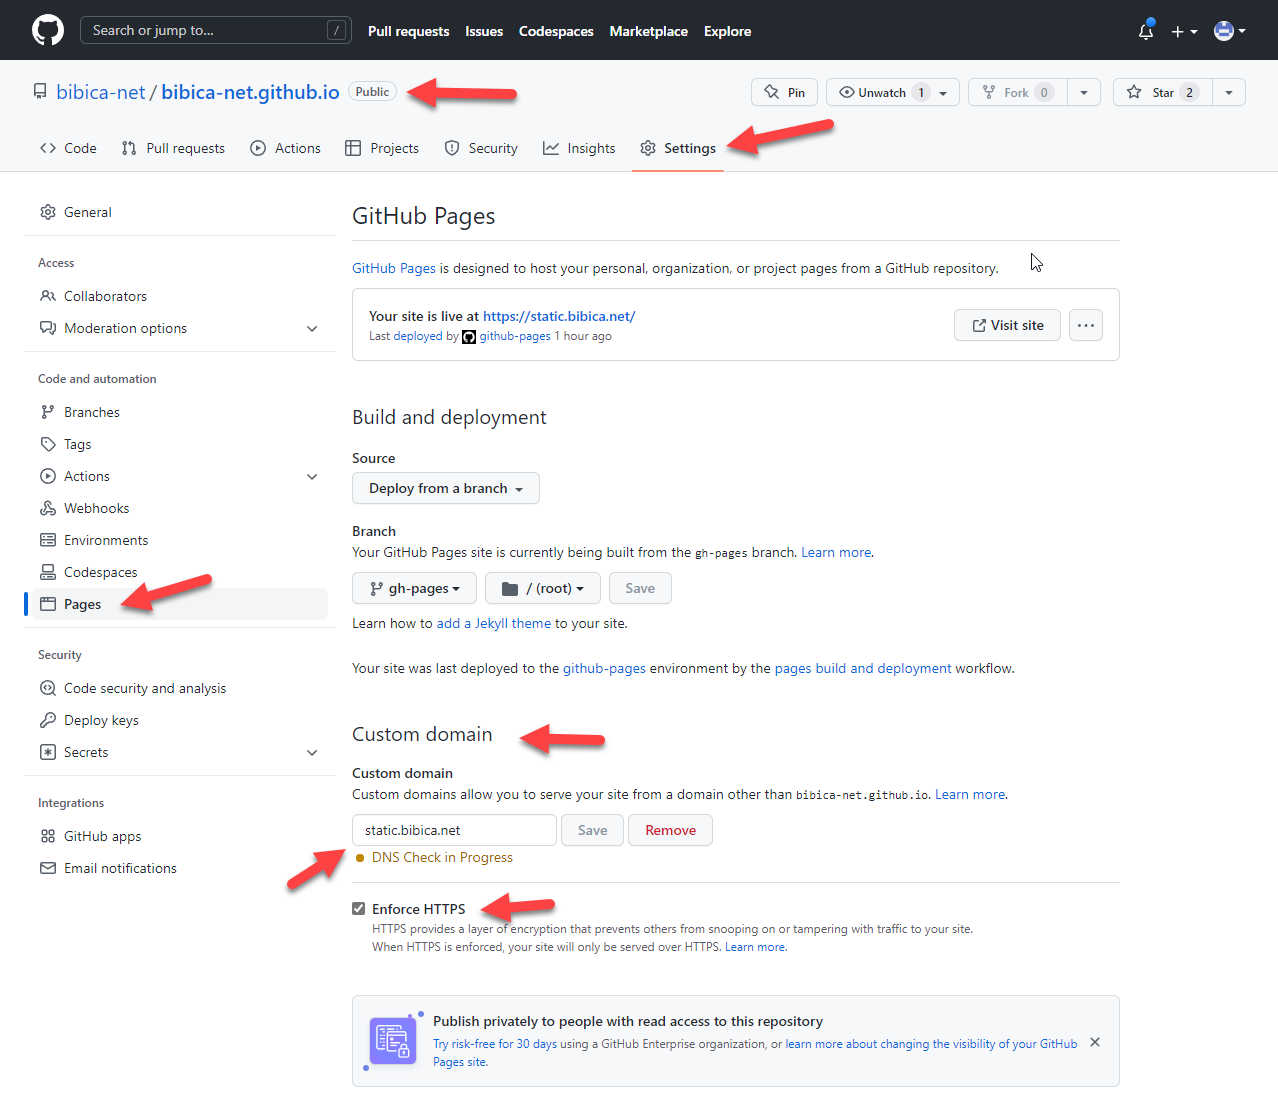 Search or jump to... /
Pull requests Issues Codespaces Marketplace Explore
bibica-net / bibica-net.github.io Public
Pin Unwatch 1 Fork 0 Star 2
Code Pull requests Actions Projects Security Insights Settings
General
Access
Collaborators
Moderation options
Code and automation
Branches
Tags
Actions
Webhooks
Environments
Codespaces
Pages
Security
Code security and analysis
Deploy keys
Secrets
Integrations
GitHub apps
Email notifications
GitHub Pages
GitHub Pages is designed to host your personal, organization, or project pages from a GitHub repository.
Your site is live at https://static.bibica.net/
Last deployed by github-pages 1 hour ago
Visit site
Build and deployment
Source
Deploy from a branch
Branch
Your GitHub Pages site is currently being built from the gh-pages branch. Learn more.
gh-pages / (root) Save
Learn how to add a Jekyll theme to your site.
Your site was last deployed to the github-pages environment by the pages build and deployment workflow.
Custom domain
Custom domain
Custom domains allow you to serve your site from a domain other than bibica-net.github.io. Learn more.
static.bibica.net Save Remove
DNS Check in Progress
Enforce HTTPS
HTTPS provides a layer of encryption that prevents others from snooping on or tampering with traffic to your site.
When HTTPS is enforced, your site will only be served over HTTPS. Learn more.
Publish privately to people with read access to this repository
Try risk-free for 30 days using a GitHub Enterprise organization, or learn more about changing the visibility of your GitHub
Pages site.